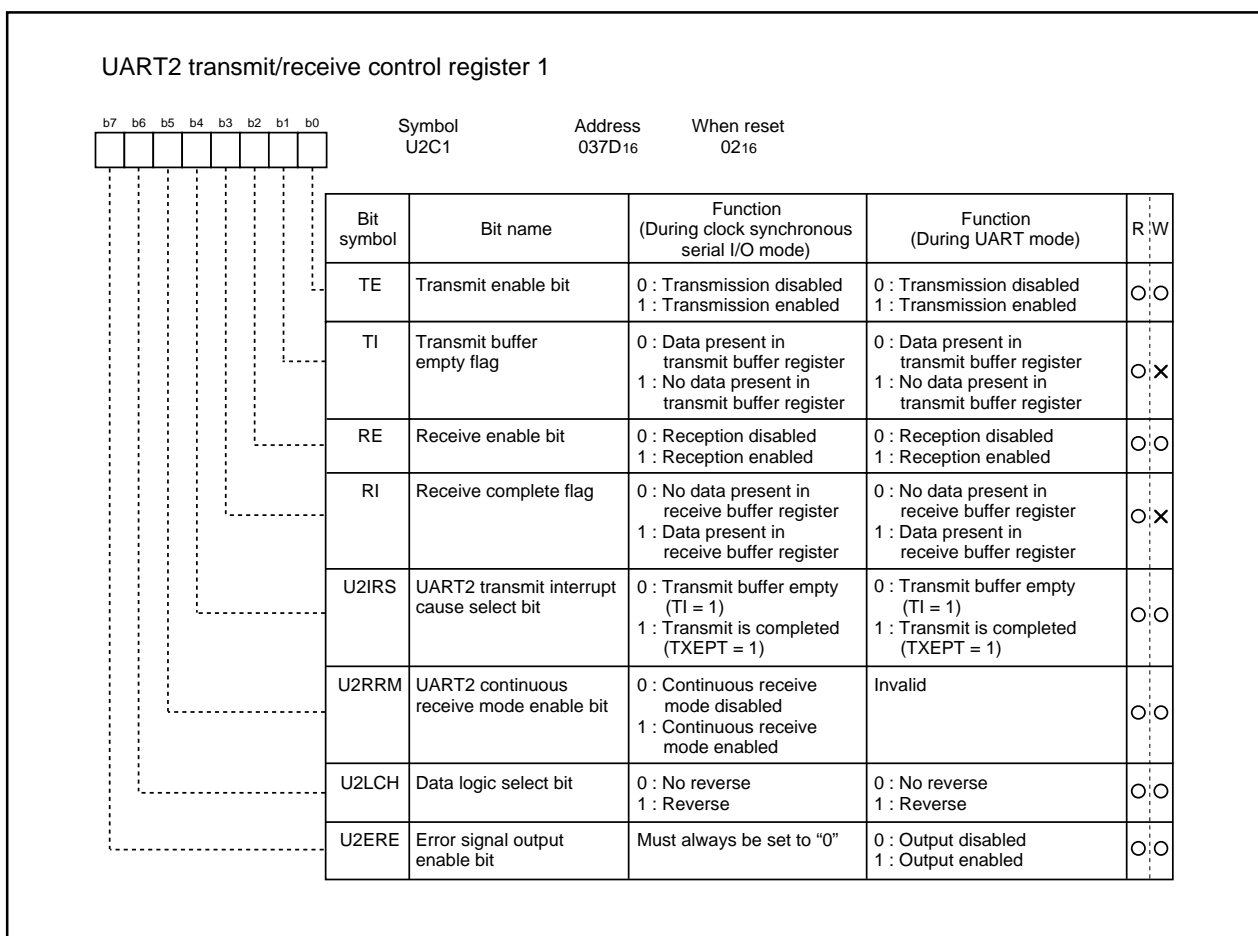 UART2 transmit/receive control register 1
b7 b6 b5 b4 b3 b2 b1 b0
Symbol Address When reset
U2C1 037D16 0216
Bit symbol Bit name Function (During clock synchronous serial I/O mode) Function (During UART mode) R W
TE Transmit enable bit
0 : Transmission disabled
1 : Transmission enabled
0 : Transmission disabled
1 : Transmission enabled
TI Transmit buffer
empty flag
0 : Data present in
transmit buffer register
1 : No data present in
transmit buffer register
0 : Data present in
transmit buffer register
1 : No data present in
transmit buffer register
RE Receive enable bit
0 : Reception disabled
1 : Reception enabled
0 : Reception disabled
1 : Reception enabled
RI Receive complete flag
0 : No data present in
receive buffer register
1 : Data present in
receive buffer register
0 : No data present in
receive buffer register
1 : Data present in
receive buffer register
U2IRS UART2 transmit interrupt
cause select bit
0 : Transmit buffer empty
(TI = 1)
1 : Transmit is completed
(TXEPT = 1)
0 : Transmit buffer empty
(TI = 1)
1 : Transmit is completed
(TXEPT = 1)
U2RRM UART2 continuous
receive mode enable bit
0 : Continuous receive
mode disabled
1 : Continuous receive
mode enabled
Invalid
U2LCH Data logic select bit
0 : No reverse
1 : Reverse
0 : No reverse
1 : Reverse
U2ERE Error signal output
enable bit
Must always be set to “0”
0 : Output disabled
1 : Output enabled